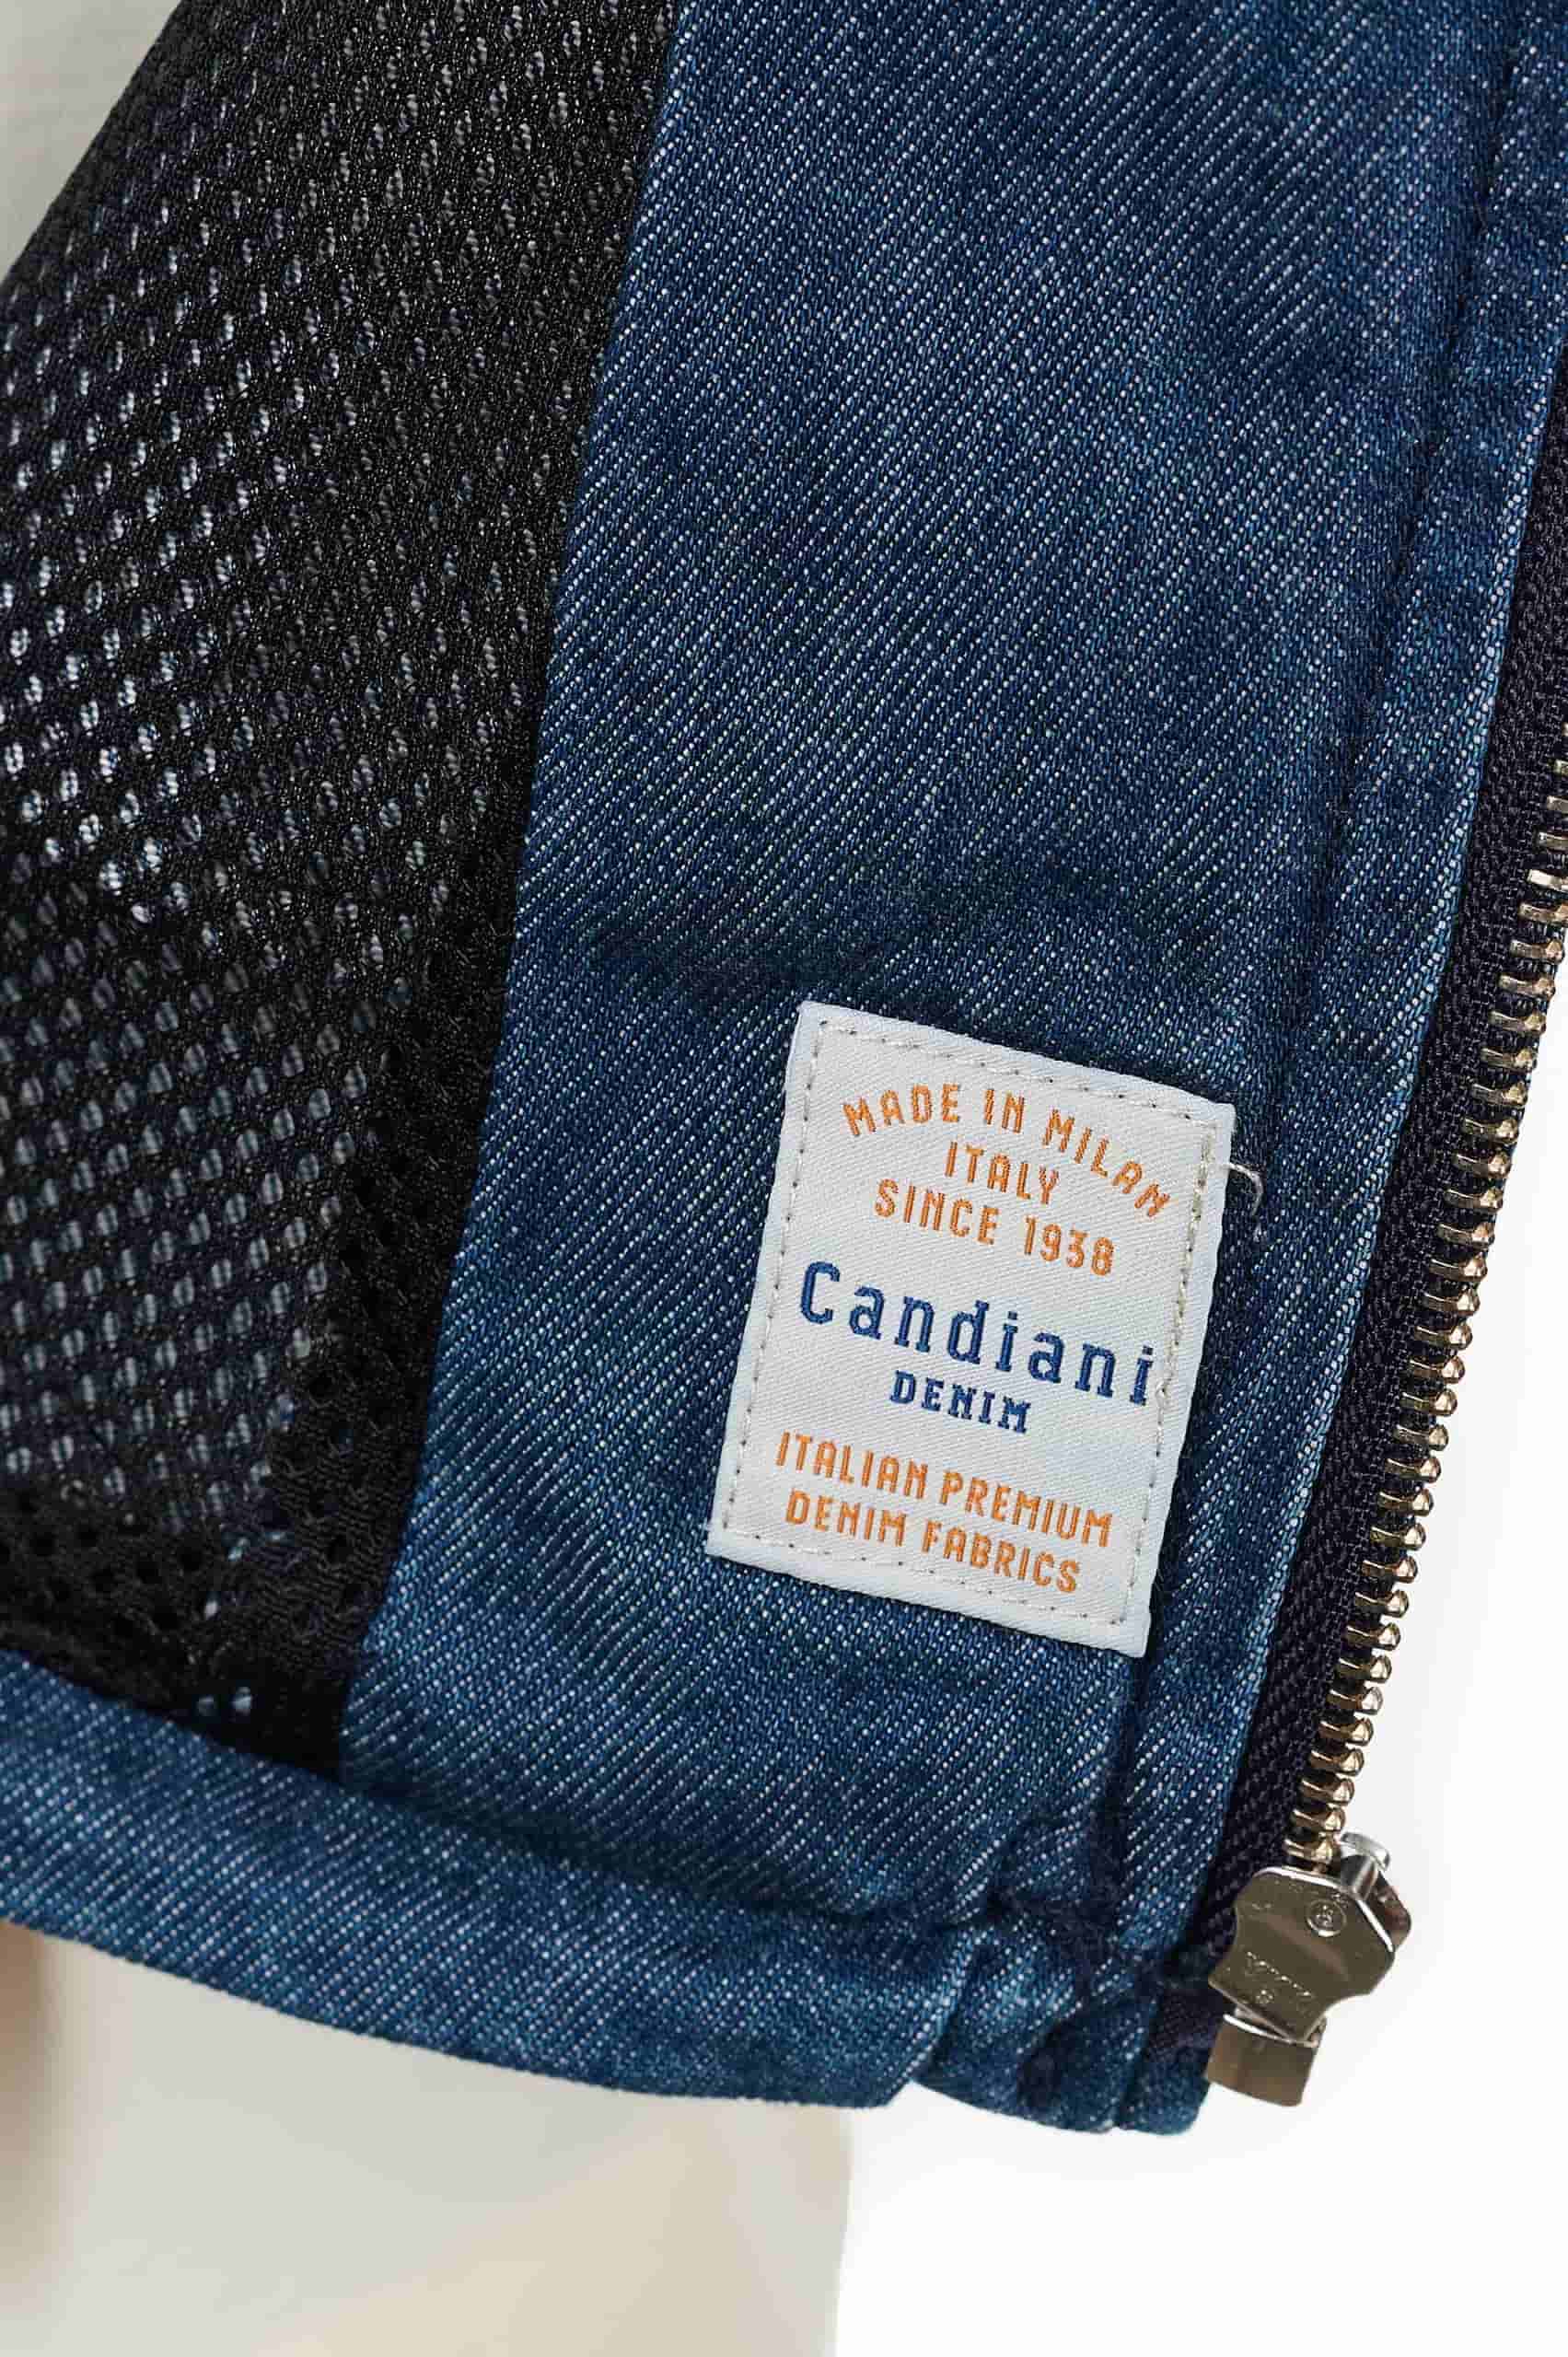 MADE IN MILAN
ITALY
SINCE 1938
Candiani
DENIM
ITALIAN PREMIUM
DENIM FABRICS